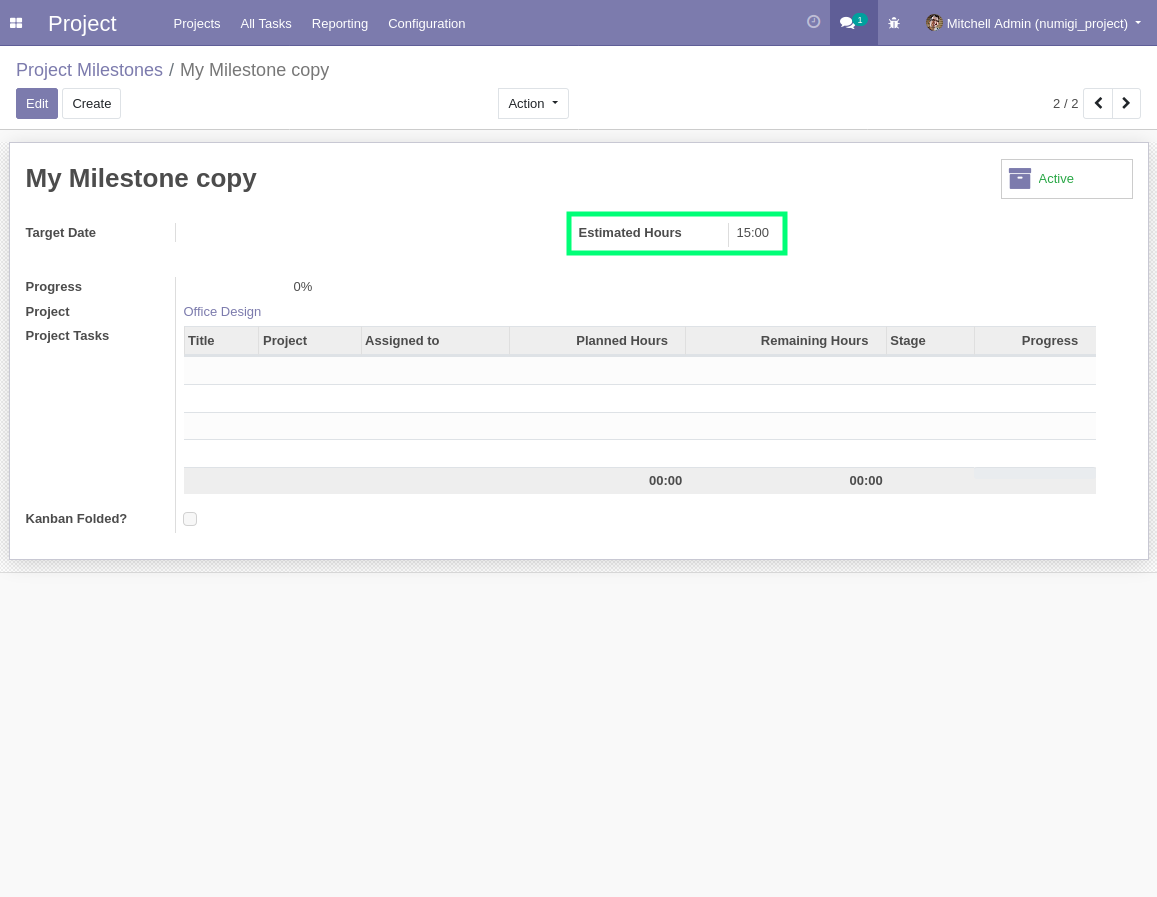 Project Projects All Tasks Reporting Configuration 1 Mitchell Admin (numigi_project)
Project Milestones / My Milestone copy
Edit Create Action 2 / 2
My Milestone copy
Active
Target Date Estimated Hours 15:00
Progress 0%
Project Office Design
Project Tasks
Title Project Assigned to Planned Hours Remaining Hours Stage Progress
00:00 00:00
Kanban Folded?